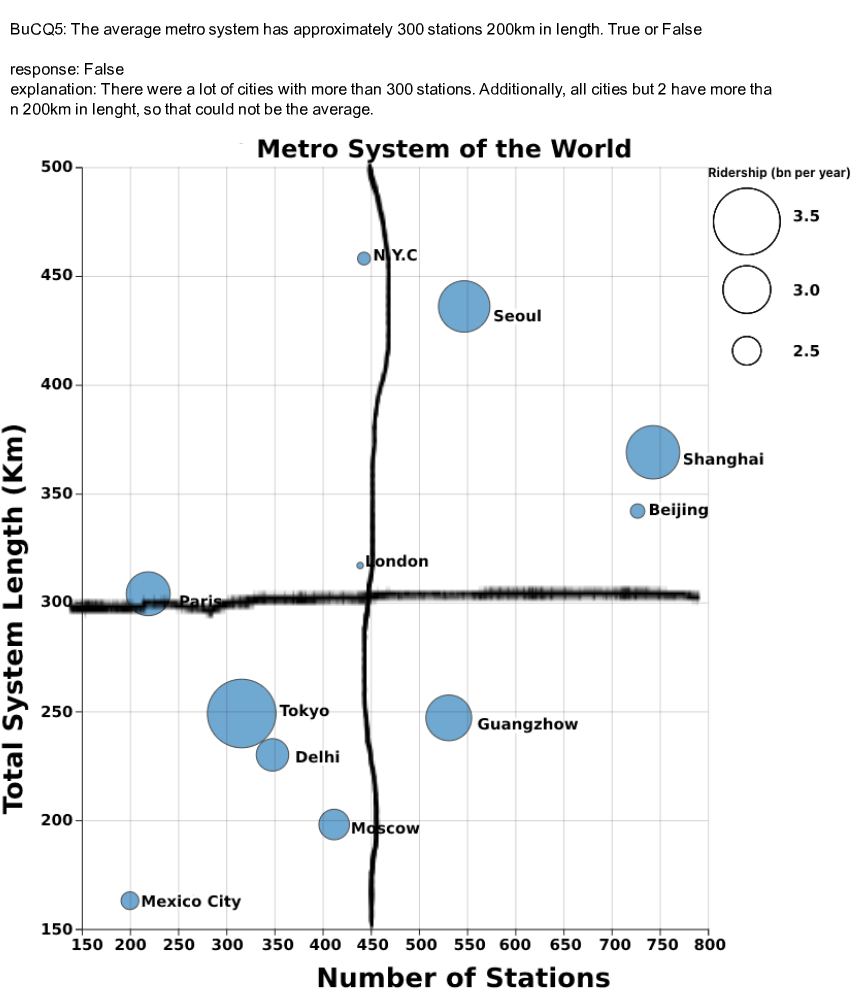 BuCQ5: The average metro system has approximately 300 stations 200km in length. True or False
response: False
explanation: There were a lot of cities with more than 300 stations. Additionally, all cities but 2 have more tha
n 200km in lenght, so that could not be the average.
Metro System of the World
Ridership (bn per year)
3.5
3.0
2.5
500
450
400
350
300
250
200
150
Total System Length (Km)
N.Y.C
Seoul
Shanghai
Beijing
London
Paris
Tokyo
Guangzhow
Delhi
Moscow
Mexico City
150 200 250 300 350 400 450 500 550 600 650 700 750 800
Number of Stations